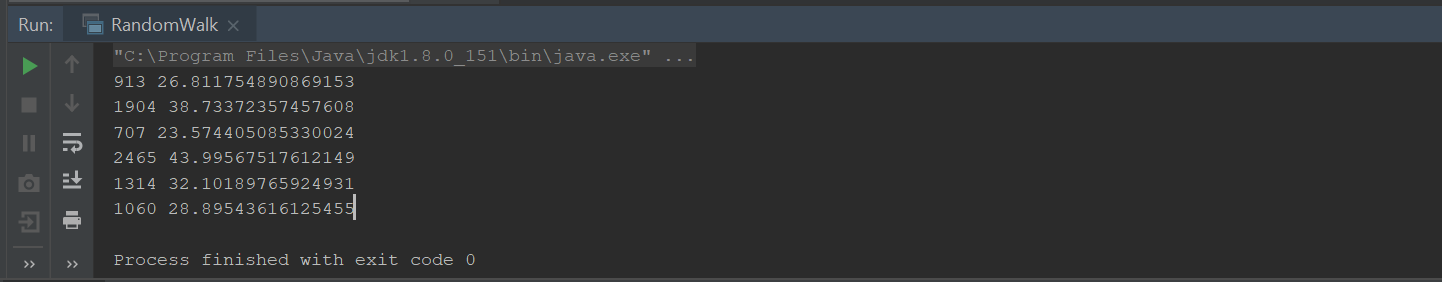 Run: RandomWalk
"C:\Program Files\Java\jdk1.8.0_151\bin\java.exe" ...
913 26.811754890869153
1904 38.73372357457608
707 23.574405085330024
2465 43.99567517612149
1314 32.10189765924931
1060 28.89543616125455
Process finished with exit code 0